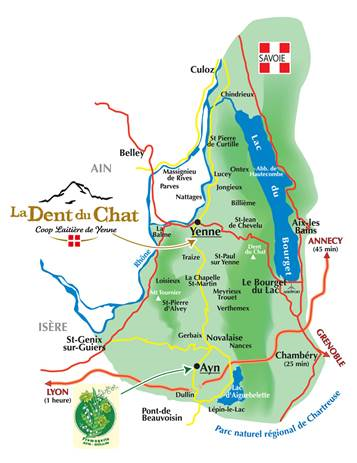 SAVOIE
Culoz
Chindrieux
St Pierre
de Curtille
Lac
du
Bourget
AIN
Belley
Massignieu
de Rives
Parves
Nattages
Ontex
Lucey
Jongieux
Abb. de
Hautecombe
Billième
La Dent du Chat
Coop Laitière de Yenne
La
Balme
Yenne
St-Jean
de Chevelu
Aix-les
Bains
ANNECY
(45 min)
Rhône
Traize
St-Paul
sur Yenne
Dent
du Chat
Loisieux
La Chapelle
St-Martin
Mt Tournier
Meyrieux
Trouet
Verthemex
Le Bourget
du Lac
St-Pierre
d'Alvey
ISÈRE
St-Genix
sur-Guiers
Gerbaix
Novalaise
Nances
Chambéry
(25 min)
GRENOBLE
Ayn
LYON
(1 heure)
Dullin
Lac
d'Aiguebelette
Lépin-le-Lac
Pont-de
Beauvoisin
Parc naturel régional de Chartreuse